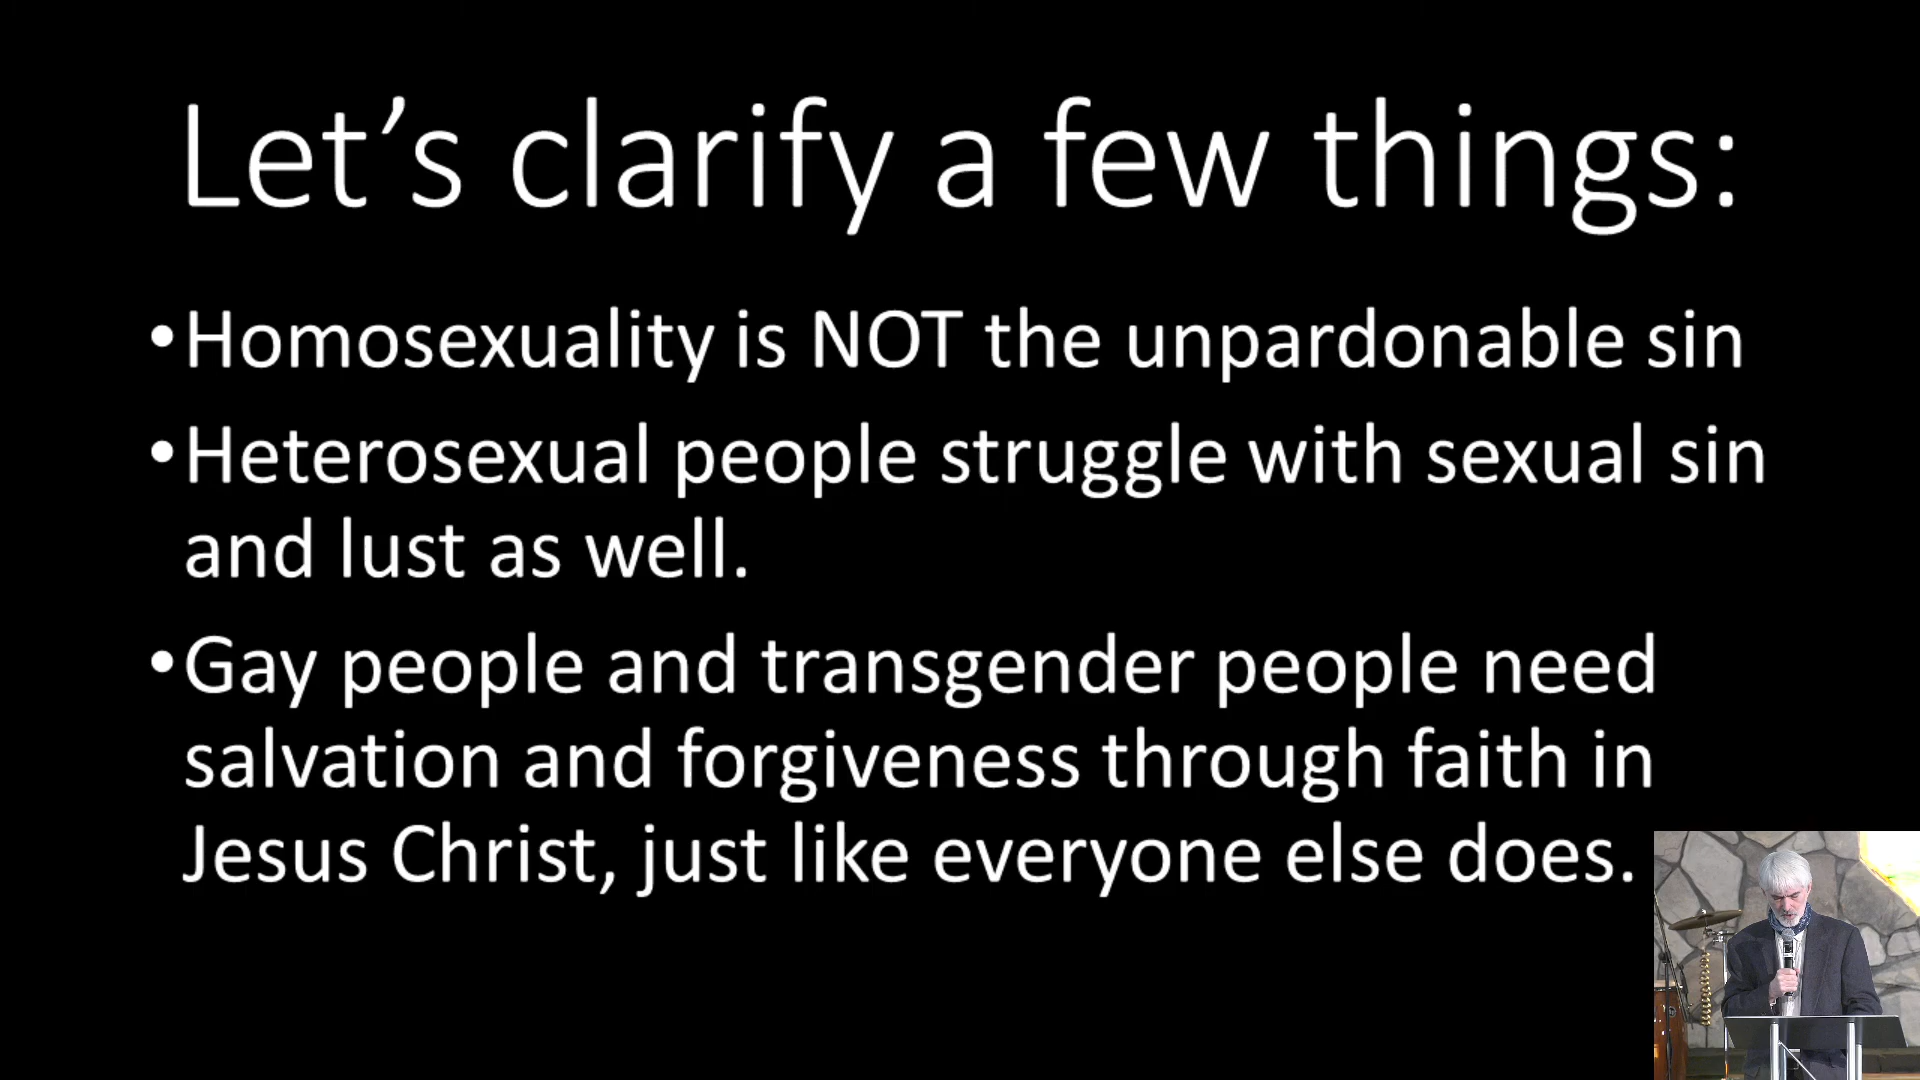 Let’s clarify a few things:
•Homosexuality is NOT the unpardonable sin
•Heterosexual people struggle with sexual sin
and lust as well.
•Gay people and transgender people need
salvation and forgiveness through faith in
Jesus Christ, just like everyone else does.